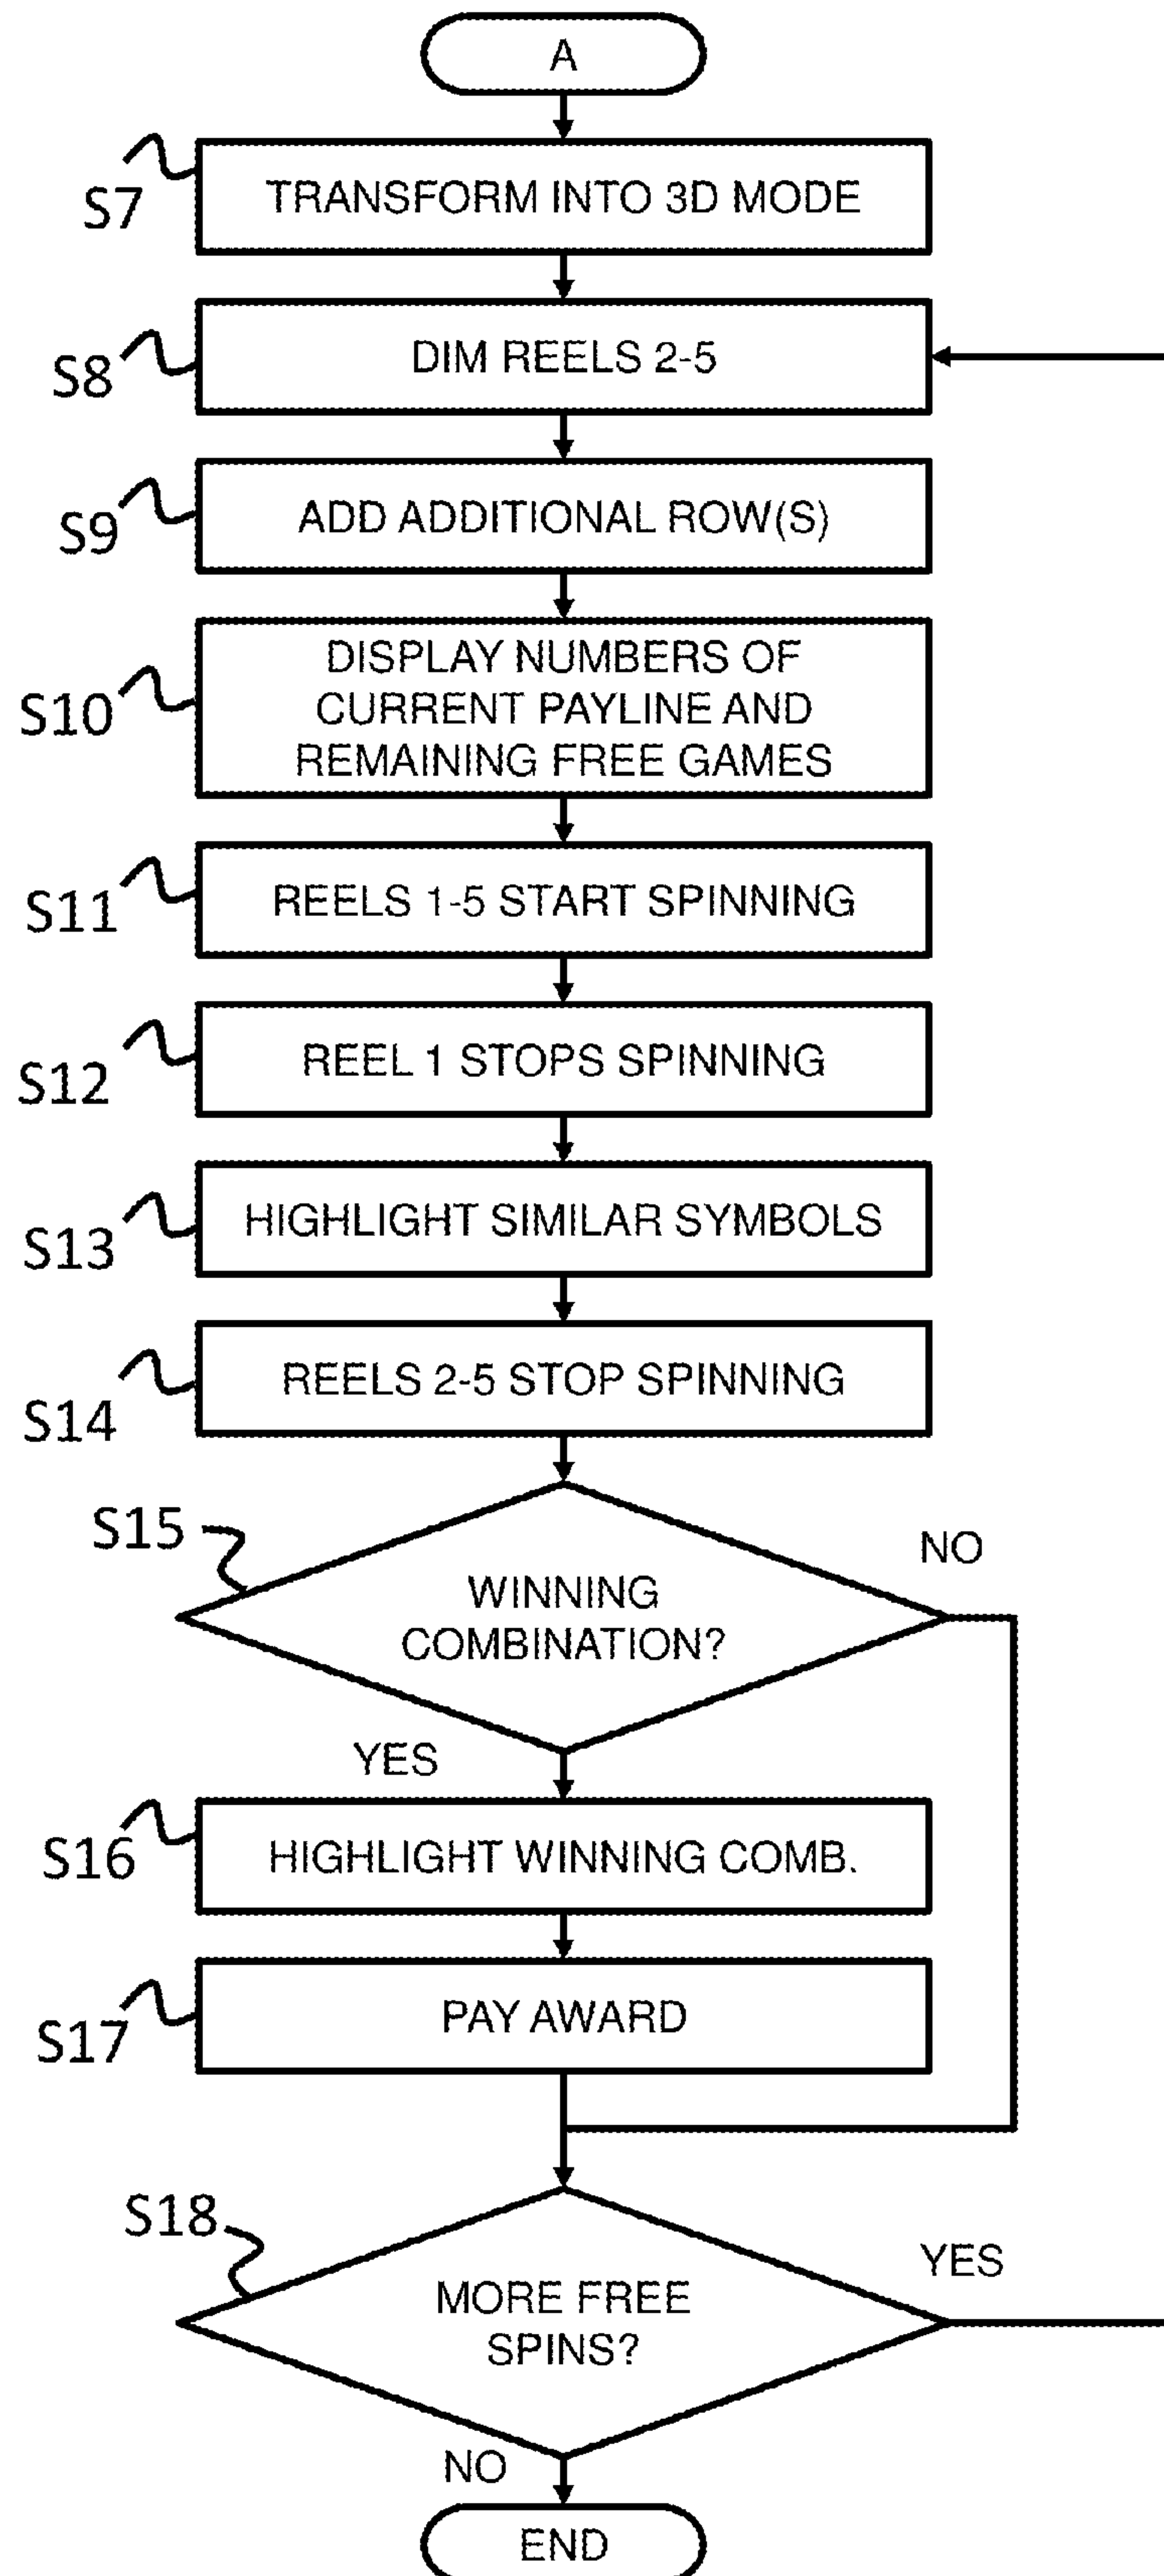 A
S7
TRANSFORM INTO 3D MODE
S8
DIM REELS 2-5
S9
ADD ADDITIONAL ROW(S)
S10
DISPLAY NUMBERS OF
CURRENT PAYLINE AND
REMAINING FREE GAMES
S11
REELS 1-5 START SPINNING
S12
REEL 1 STOPS SPINNING
S13
HIGHLIGHT SIMILAR SYMBOLS
S14
REELS 2-5 STOP SPINNING
S15
NO
WINNING
COMBINATION?
YES
S16
HIGHLIGHT WINNING COMB.
S17
PAY AWARD
S18
YES
MORE FREE
SPINS?
NO
END